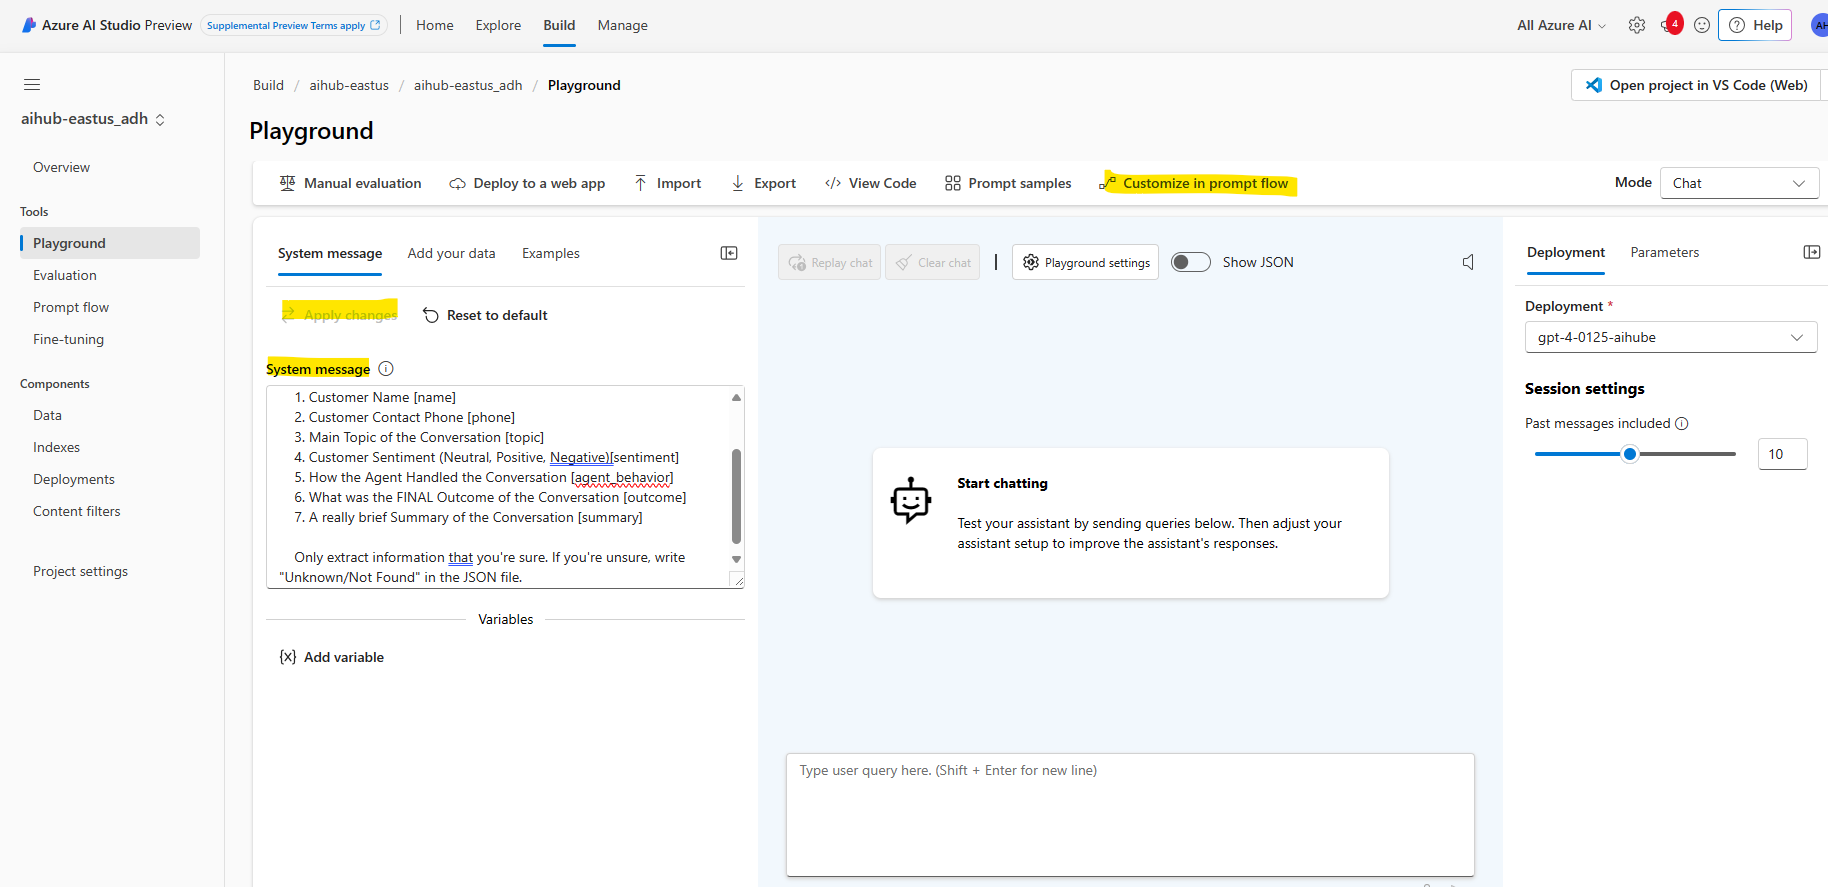 Azure AI Studio Preview
Supplemental Preview Terms apply
Home
Explore
Build
Manage
All Azure AI
4
Help
AH
aihub-eastus_adh
Overview
Tools
Playground
Evaluation
Prompt flow
Fine-tuning
Components
Data
Indexes
Deployments
Content filters
Project settings
Build / aihub-eastus / aihub-eastus_adh / Playground
Open project in VS Code (Web)
Playground
Manual evaluation
Deploy to a web app
Import
Export
View Code
Prompt samples
Customize in prompt flow
Mode
Chat
System message
Add your data
Examples
Apply changes
Reset to default
System message
1. Customer Name [name]
2. Customer Contact Phone [phone]
3. Main Topic of the Conversation [topic]
4. Customer Sentiment (Neutral, Positive, Negative)[sentiment]
5. How the Agent Handled the Conversation [agent_behavior]
6. What was the FINAL Outcome of the Conversation [outcome]
7. A really brief Summary of the Conversation [summary]
Only extract information that you're sure. If you're unsure, write
"Unknown/Not Found" in the JSON file.
Variables
{x} Add variable
Replay chat
Clear chat
Playground settings
Show JSON
Start chatting
Test your assistant by sending queries below. Then adjust your
assistant setup to improve the assistant's responses.
Type user query here. (Shift + Enter for new line)
Deployment
Parameters
Deployment *
gpt-4-0125-aihube
Session settings
Past messages included
10